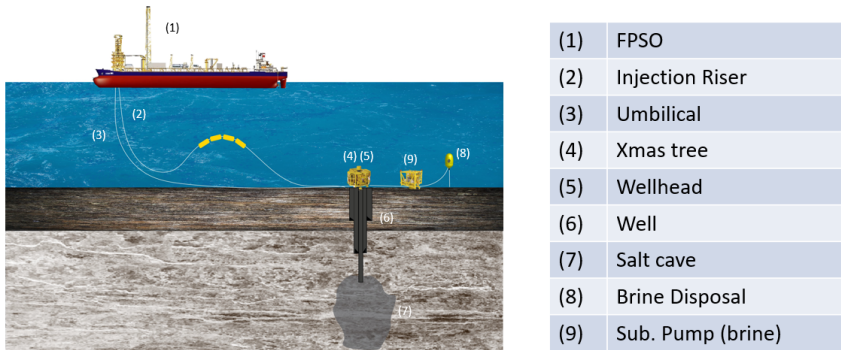 (1)
(2)
(3)
(4) (5)
(9)
(8)
(6)
(7)
(1) FPSO
(2) Injection Riser
(3) Umbilical
(4) Xmas tree
(5) Wellhead
(6) Well
(7) Salt cave
(8) Brine Disposal
(9) Sub. Pump (brine)